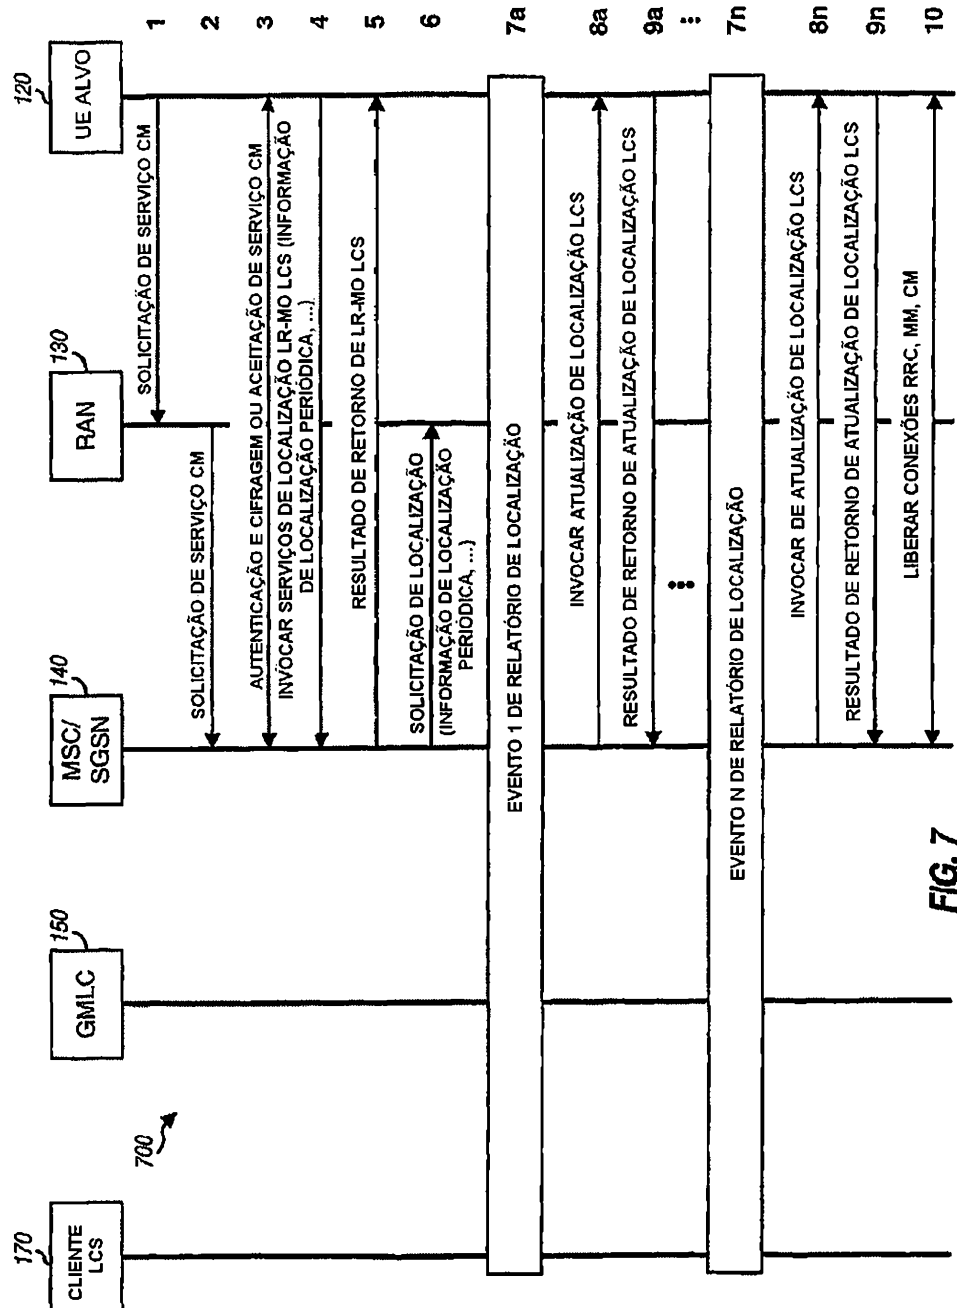 170
CLIENTE
LCS
150
GMLC
140
MSC/
SGSN
130
RAN
120
UE ALVO
700
SOLICITAÇÃO DE SERVIÇO CM
1
SOLICITAÇÃO DE SERVIÇO CM
2
AUTENTICAÇÃO E CIFRAGEM OU ACEITAÇÃO DE SERVIÇO CM
3
INVOCAR SERVIÇOS DE LOCALIZAÇÃO LR-MO LCS (INFORMAÇÃO
DE LOCALIZAÇÃO PERIÓDICA, ...)
4
RESULTADO DE RETORNO DE LR-MO LCS
5
SOLICITAÇÃO DE LOCALIZAÇÃO
(INFORMAÇÃO DE LOCALIZAÇÃO
PERIÓDICA, ...)
6
EVENTO 1 DE RELATÓRIO DE LOCALIZAÇÃO
7a
INVOCAR ATUALIZAÇÃO DE LOCALIZAÇÃO LCS
8a
RESULTADO DE RETORNO DE ATUALIZAÇÃO DE LOCALIZAÇÃO LCS
9a
EVENTO N DE RELATÓRIO DE LOCALIZAÇÃO
7n
INVOCAR DE ATUALIZAÇÃO DE LOCALIZAÇÃO LCS
8n
RESULTADO DE RETORNO DE ATUALIZAÇÃO DE LOCALIZAÇÃO LCS
9n
LIBERAR CONEXÕES RRC, MM, CM
10
FIG. 7